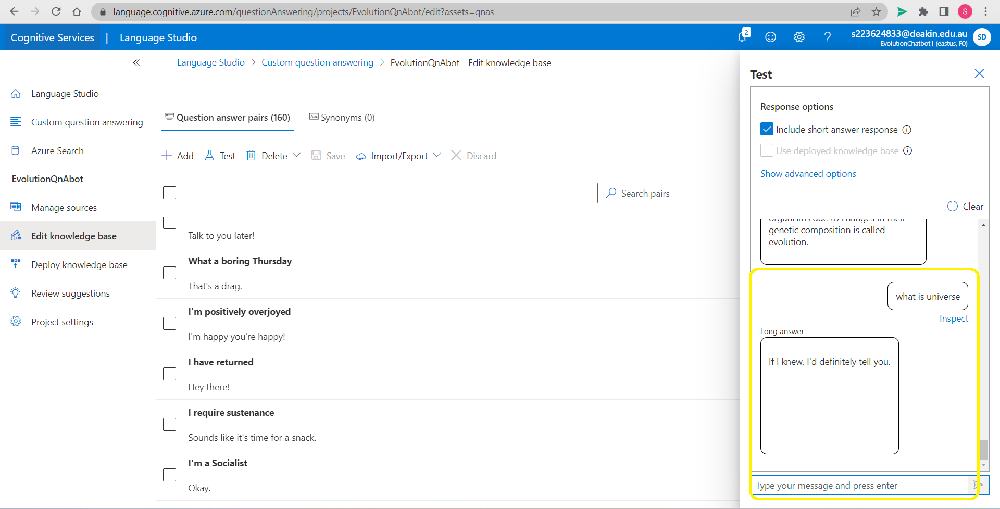 language.cognitive.azure.com/questionAnswering/projects/EvolutionQnAbot/edit?assets=qnas
S
Cognitive Services | Language Studio
2
s223624833@deakin.edu.au
EvolutionChatbot1 (eastus, F0)
SD
Language Studio
Custom question answering
Azure Search
EvolutionQnAbot
Manage sources
Edit knowledge base
Deploy knowledge base
Review suggestions
Project settings
Language Studio > Custom question answering > EvolutionQnAbot - Edit knowledge base
Question answer pairs (160)
Abc Synonyms (0)
Add Test Delete Save Import/Export Discard
Search pairs
Talk to you later!
What a boring Thursday
That's a drag.
I'm positively overjoyed
I'm happy you're happy!
I have returned
Hey there!
I require sustenance
Sounds like it's time for a snack.
I'm a Socialist
Okay.
Test
Response options
Include short answer response
Use deployed knowledge base
Show advanced options
Clear
organisms due to changes in their
genetic composition is called
evolution.
what is universe
Inspect
Long answer
If I knew, I'd definitely tell you.
Type your message and press enter